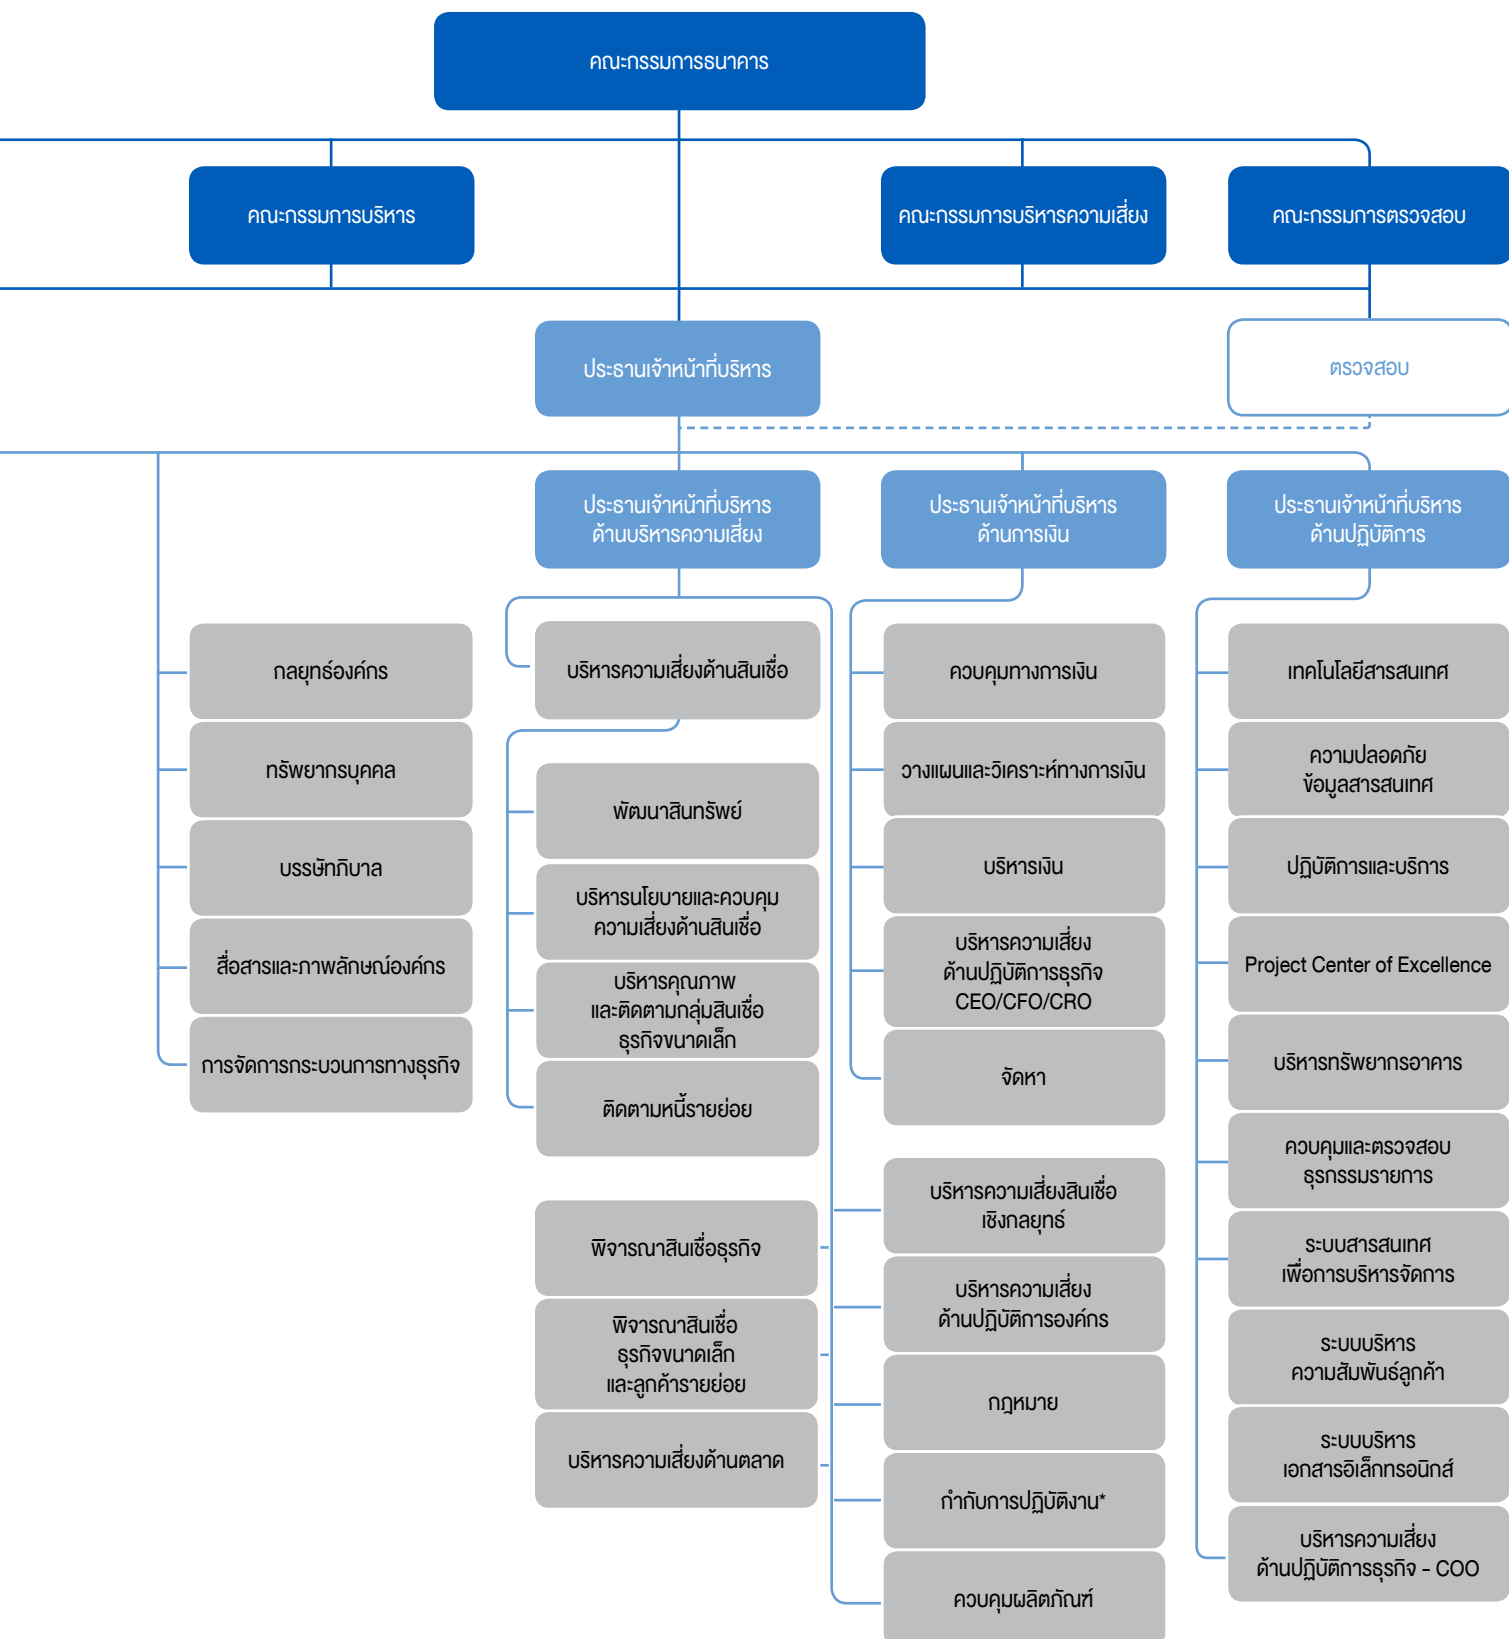 คณะกรรมการธนาคาร
คณะกรรมการบริหาร
คณะกรรมการบริหารความเสี่ยง
คณะกรรมการตรวจสอบ
ประธานเจ้าหน้าที่บริหาร
ตรวจสอบ
ประธานเจ้าหน้าที่บริหาร
ด้านบริหารความเสี่ยง
ประธานเจ้าหน้าที่บริหาร
ด้านการเงิน
ประธานเจ้าหน้าที่บริหาร
ด้านปฏิบัติการ
กลยุทธ์องค์กร
ทรัพยากรบุคคล
บรรษัทภิบาล
สื่อสารและภาพลักษณ์องค์กร
การจัดการกระบวนการทางธุรกิจ
บริหารความเสี่ยงด้านสินเชื่อ
พัฒนาสินทรัพย์
บริหารนโยบายและควบคุม
ความเสี่ยงด้านสินเชื่อ
บริหารคุณภาพ
และติดตามกลุ่มสินเชื่อ
ธุรกิจขนาดเล็ก
ติดตามหนี้รายย่อย
พิจารณาสินเชื่อธุรกิจ
พิจารณาสินเชื่อ
ธุรกิจขนาดเล็ก
และลูกค้ารายย่อย
บริหารความเสี่ยงด้านตลาด
ควบคุมทางการเงิน
วางแผนและวิเคราะห์ทางการเงิน
บริหารเงิน
บริหารความเสี่ยง
ด้านปฏิบัติการธุรกิจ
CEO/CFO/CRO
จัดหา
บริหารความเสี่ยงสินเชื่อ
เชิงกลยุทธ์
บริหารความเสี่ยง
ด้านปฏิบัติการองค์กร
กฎหมาย
กำกับการปฏิบัติงาน*
ควบคุมผลิตภัณฑ์
เทคโนโลยีสารสนเทศ
ความปลอดภัย
ข้อมูลสารสนเทศ
ปฏิบัติการและบริการ
Project Center of Excellence
บริหารทรัพยากรอาคาร
ควบคุมและตรวจสอบ
ธุรกรรมรายการ
ระบบสารสนเทศ
เพื่อการบริหารจัดการ
ระบบบริหาร
ความสัมพันธ์ลูกค้า
ระบบบริหาร
เอกสารอิเล็กทรอนิกส์
บริหารความเสี่ยง
ด้านปฏิบัติการธุรกิจ - COO